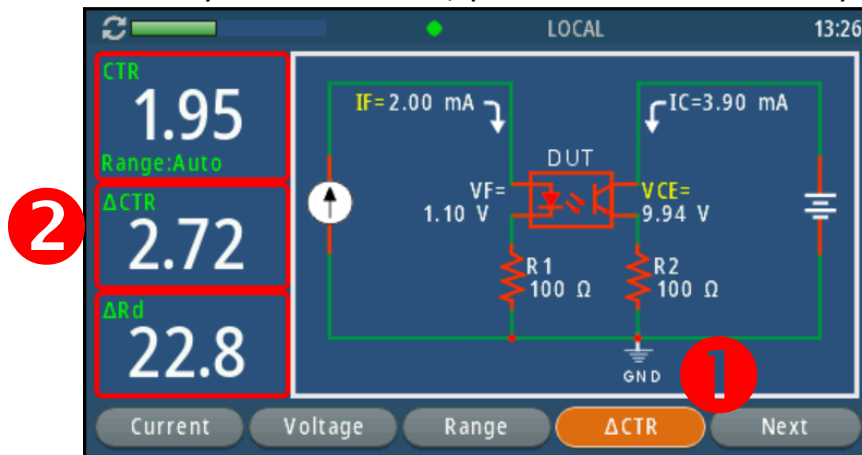 LOCAL 13:26
CTR
1.95
Range:Auto
ΔCTR
2.72
ΔRd
22.8
IF=2.00 mA
IC=3.90 mA
DUT
VF=
1.10 V
VCE=
9.94 V
R1
100 Ω
R2
100 Ω
GND
2
1
Current Voltage Range ΔCTR Next